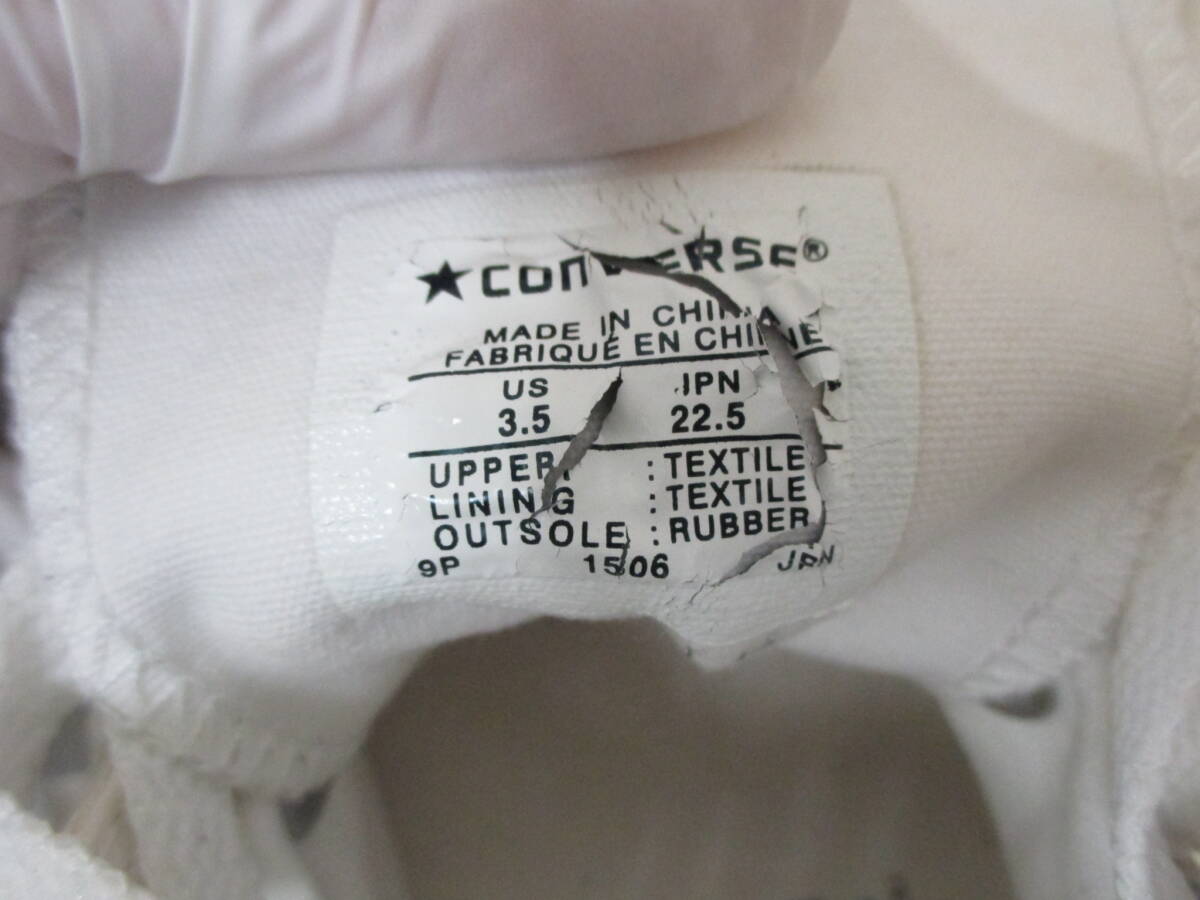 ★CONVERSE®
MADE IN CHINA
FABRIQUÉ EN CHINE
US JPN
3.5 22.5
UPPER : TEXTILE
LINING : TEXTILE
OUTSOLE : RUBBER
9P 1506 JPN